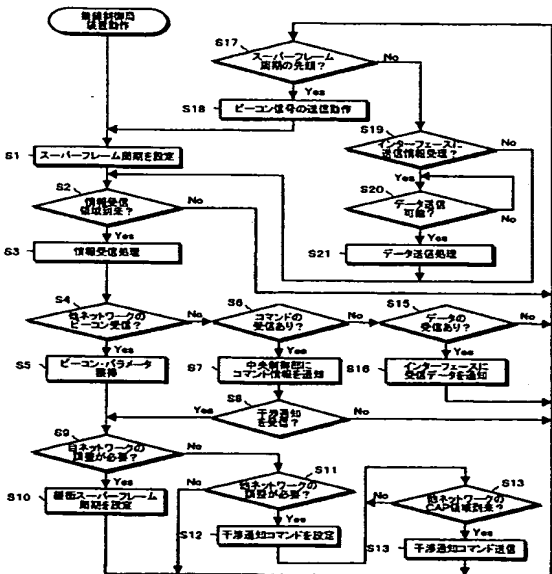 無線制御局
装置動作
S17
スーパーフレーム
周期の先頭?
No
Yes
S18
ビーコン信号の送信動作
S19
インターフェースに
送信情報受理?
S1
スーパーフレーム周期を設定
Yes
No
S2
情報受信
領域到来?
No
S20
データ送信
可能?
No
Yes
Yes
S3
情報受信処理
S21
データ送信処理
S4
他ネットワークの
ビーコン受信?
No
S6
コマンドの
受信あり?
No
S15
データの
受信あり?
No
Yes
Yes
Yes
S5
ビーコン・パラメータ
獲得
S7
中央制御部に
コマンド情報を通知
S16
インターフェースに
受信データを通知
S8
干渉通知
を受信?
Yes
No
S9
自ネットワークの
調整が必要?
No
Yes
S10
最新スーパーフレーム
周期を設定
S11
他ネットワークの
調整が必要?
No
Yes
S12
干渉通知コマンドを設定
S13
他ネットワークの
CAP領域到来?
No
Yes
S13
干渉通知コマンド送信